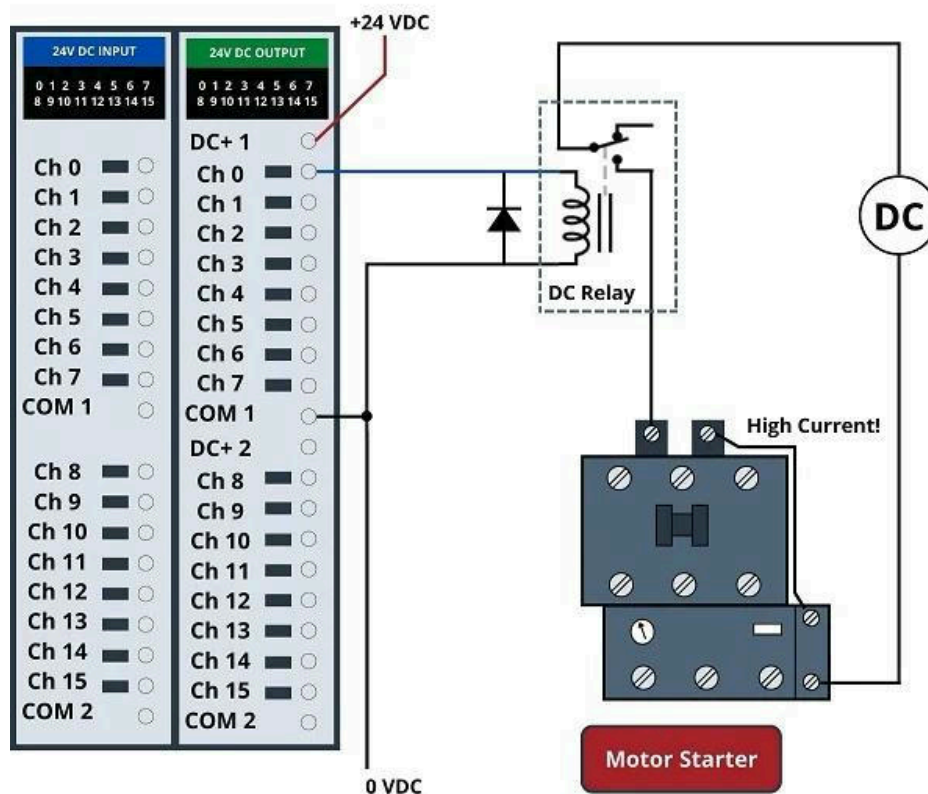 +24 VDC
24V DC INPUT
0 1 2 3 4 5 6 7
8 9 10 11 12 13 14 15
Ch 0
Ch 1
Ch 2
Ch 3
Ch 4
Ch 5
Ch 6
Ch 7
COM 1
Ch 8
Ch 9
Ch 10
Ch 11
Ch 12
Ch 13
Ch 14
Ch 15
COM 2
24V DC OUTPUT
0 1 2 3 4 5 6 7
8 9 10 11 12 13 14 15
DC+ 1
Ch 0
Ch 1
Ch 2
Ch 3
Ch 4
Ch 5
Ch 6
Ch 7
COM 1
DC+ 2
Ch 8
Ch 9
Ch 10
Ch 11
Ch 12
Ch 13
Ch 14
Ch 15
COM 2
0 VDC
DC Relay
DC
High Current!
Motor Starter